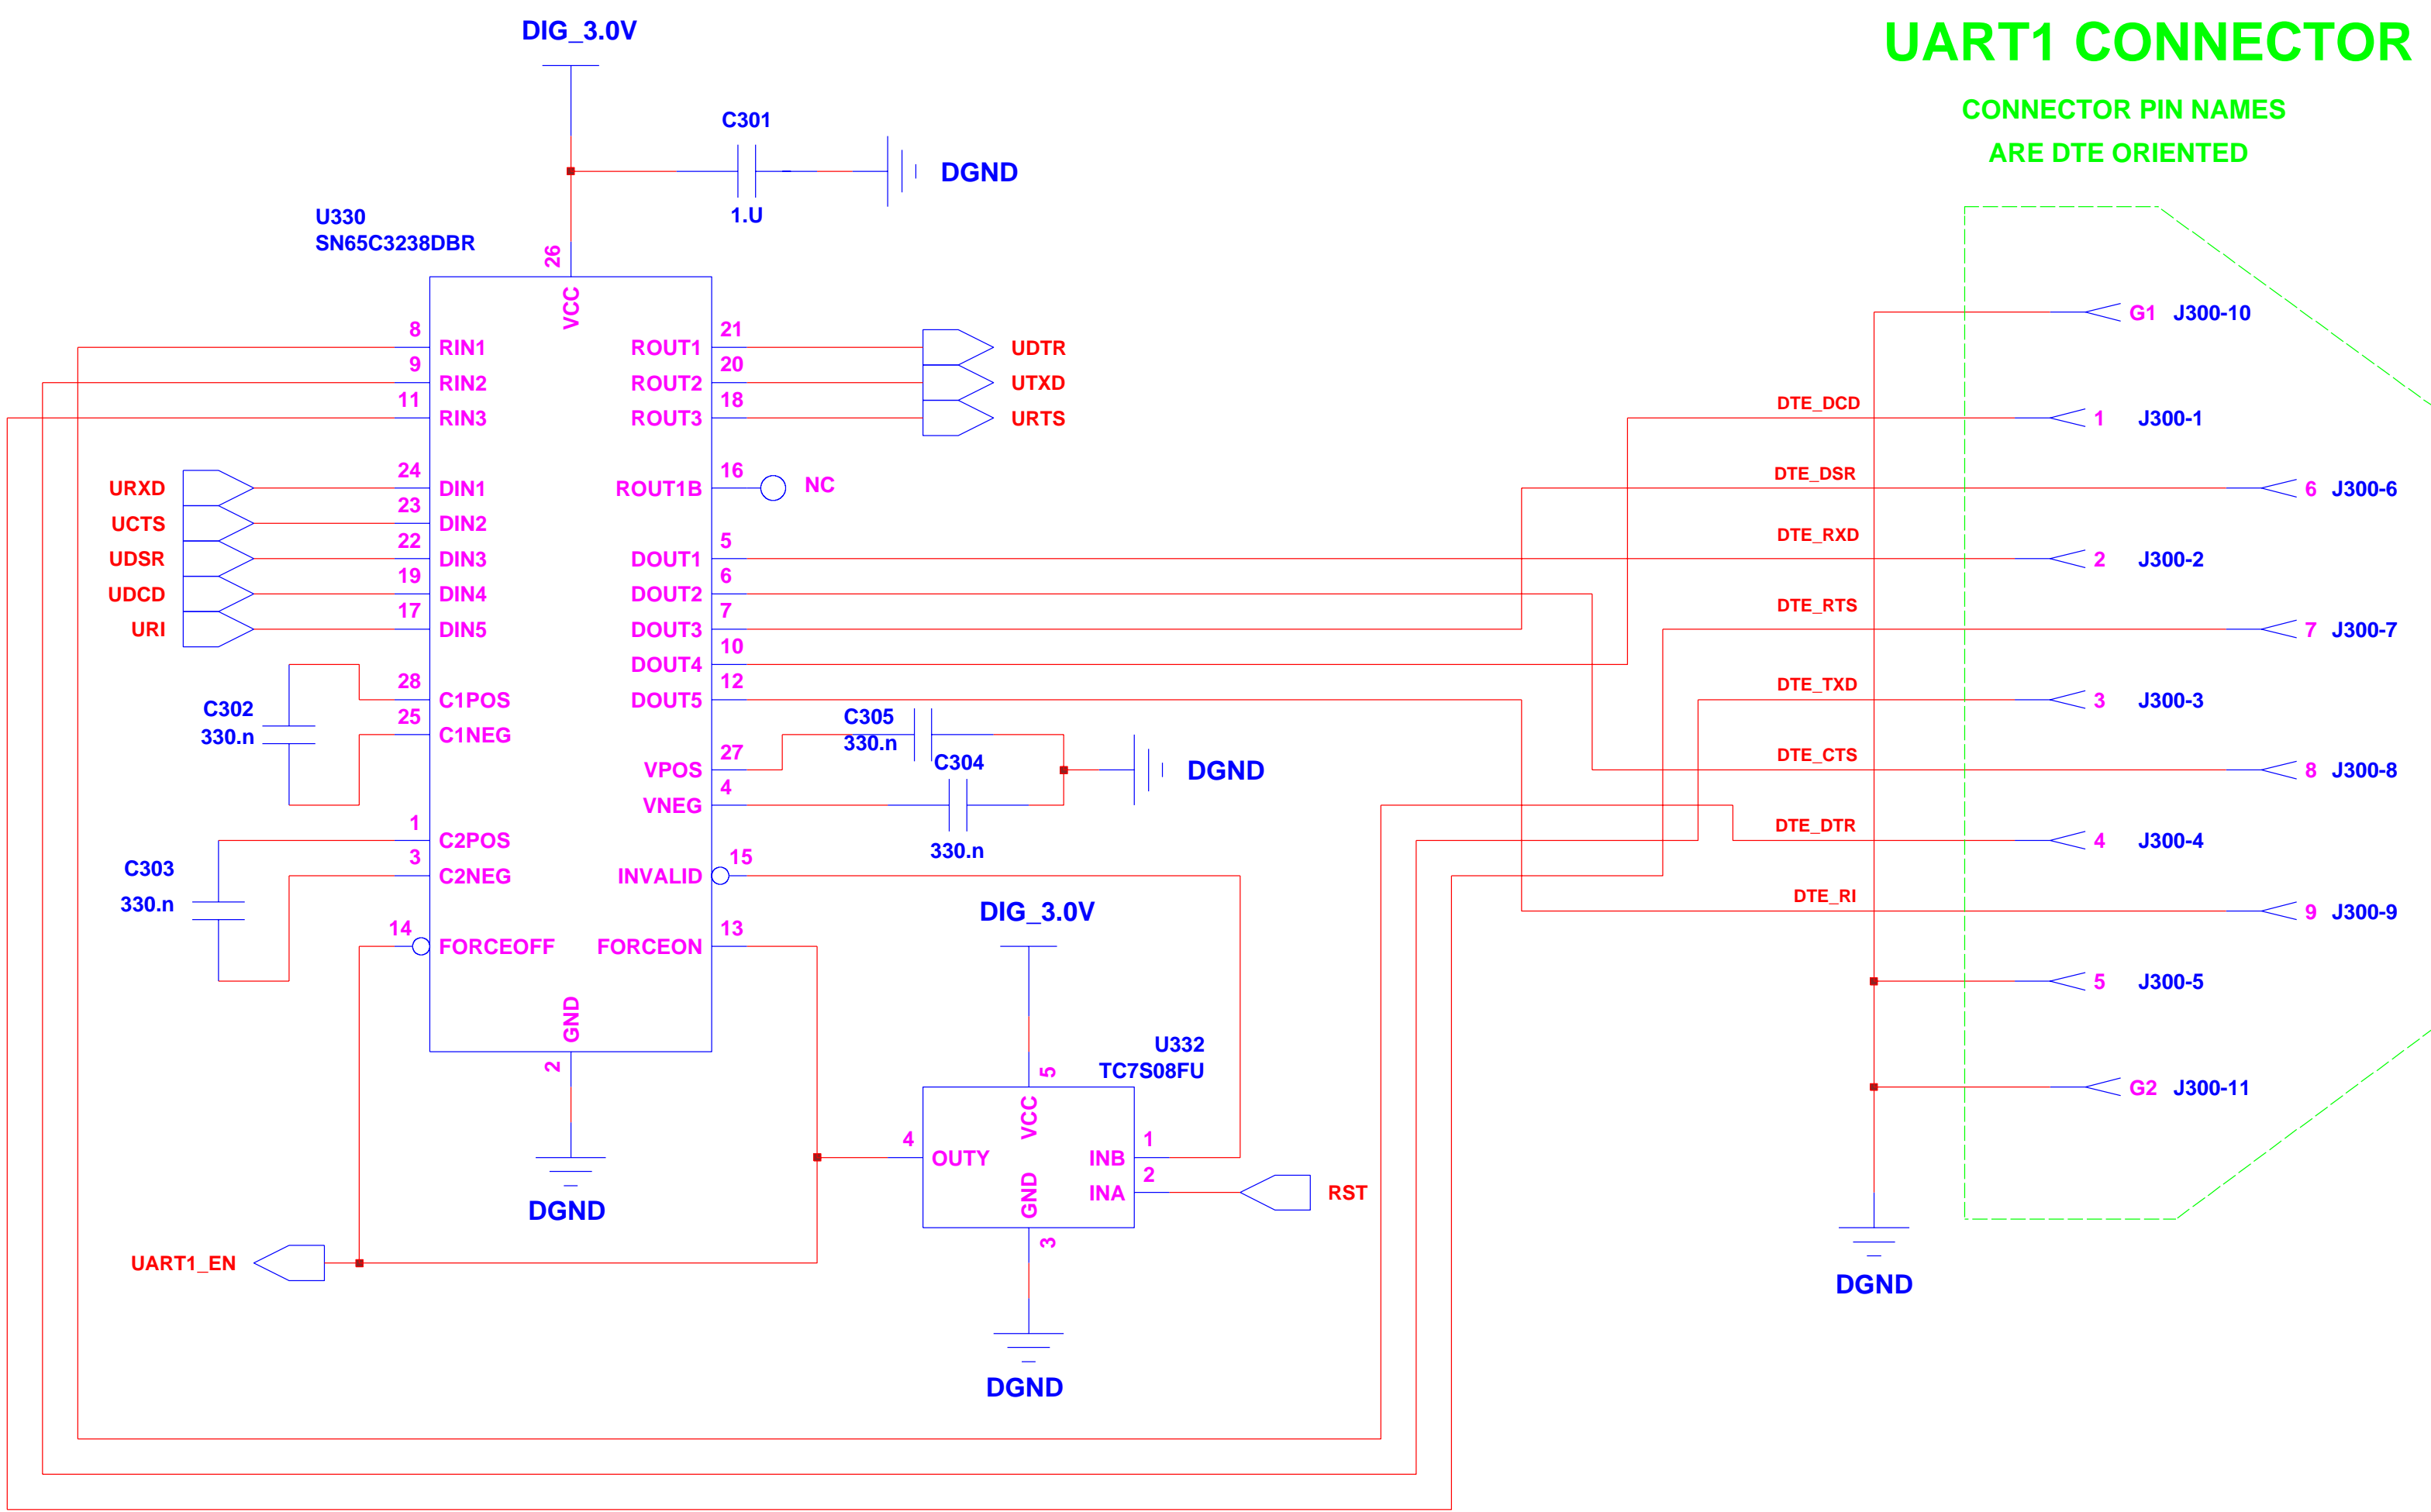 DIG_3.0V
UART1 CONNECTOR
CONNECTOR PIN NAMES
ARE DTE ORIENTED
C301
DGND
1.U
U330
SN65C3238DBR
26
VCC
8
RIN1
9
RIN2
11
RIN3
24
URXD
DIN1
23
UCTS
DIN2
22
UDSR
DIN3
19
UDCD
DIN4
17
URI
DIN5
28
C1POS
25
C1NEG
C302
330.n
1
C2POS
3
C2NEG
C303
330.n
14
FORCEOFF
21
ROUT1
UDTR
20
ROUT2
UTXD
18
ROUT3
URTS
16
ROUT1B
NC
5
DOUT1
6
DOUT2
7
DOUT3
10
DOUT4
12
DOUT5
C305
330.n
27
VPOS
C304
4
VNEG
330.n
DGND
15
INVALID
13
FORCEON
GND
2
DGND
UART1_EN
DIG_3.0V
U332
TC7S08FU
5
VCC
4
OUTY
1
INB
2
INA
RST
GND
3
DGND
G1 J300-10
DTE_DCD
1 J300-1
DTE_DSR
6 J300-6
DTE_RXD
2 J300-2
DTE_RTS
7 J300-7
DTE_TXD
3 J300-3
DTE_CTS
8 J300-8
DTE_DTR
4 J300-4
DTE_RI
9 J300-9
5 J300-5
G2 J300-11
DGND